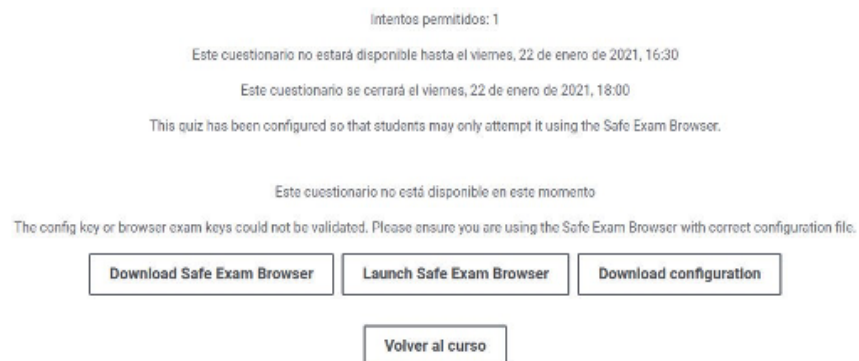 Intentos permitidos: 1
Este cuestionario no estará disponible hasta el viernes, 22 de enero de 2021, 16:30
Este cuestionario se cerrará el viernes, 22 de enero de 2021, 18:00
This quiz has been configured so that students may only attempt it using the Safe Exam Browser.
Este cuestionario no está disponible en este momento
The config key or browser exam keys could not be validated. Please ensure you are using the Safe Exam Browser with correct configuration file.
Download Safe Exam Browser Launch Safe Exam Browser Download configuration
Volver al curso